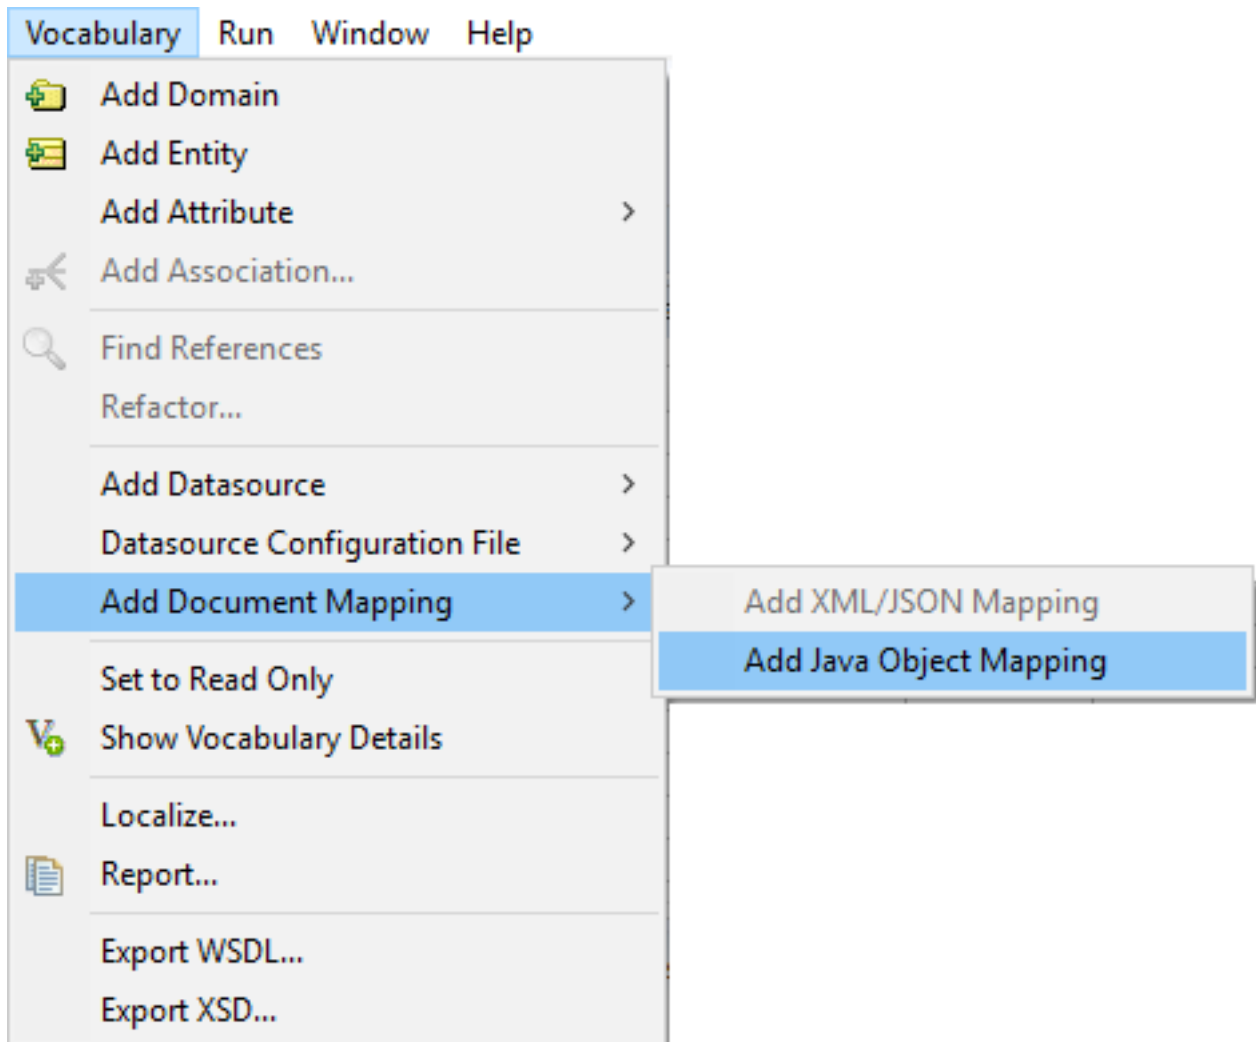 Vocabulary Run Window Help
Add Domain
Add Entity
Add Attribute
Add Association...
Find References
Refactor...
Add Datasource
Datasource Configuration File
Add Document Mapping
Add XML/JSON Mapping
Add Java Object Mapping
Set to Read Only
Show Vocabulary Details
Localize...
Report...
Export WSDL...
Export XSD...